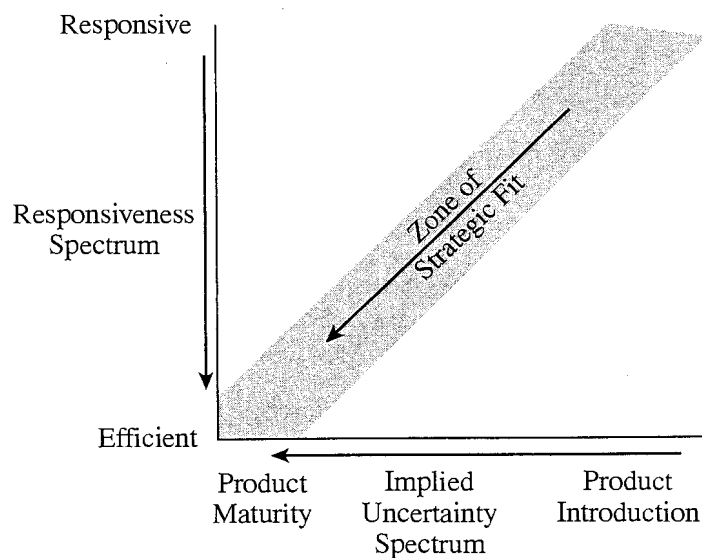 Responsive
Responsiveness
Spectrum
Zone of
Strategic Fit
Efficient
Product
Maturity
Implied
Uncertainty
Spectrum
Product
Introduction